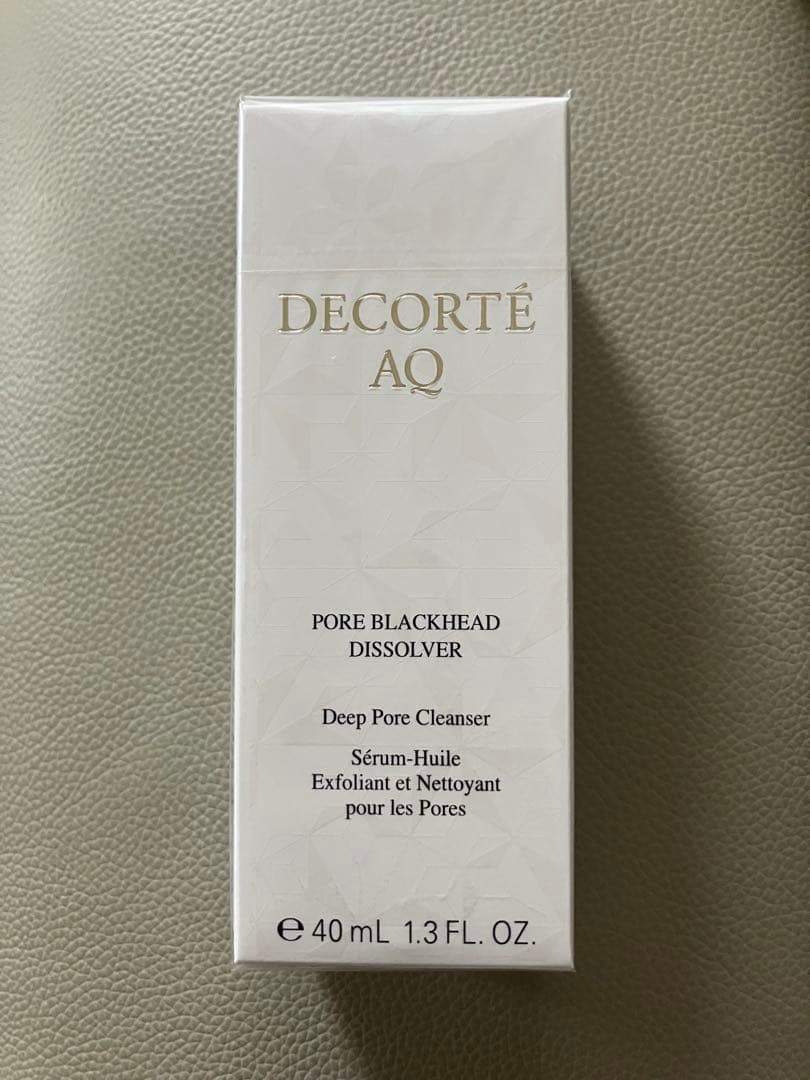 DECORTÉ
AQ
PORE BLACKHEAD
DISSOLVER
Deep Pore Cleanser
Sérum-Huile
Exfoliant et Nettoyant
pour les Pores
℮ 40 mL 1.3 FL. OZ.